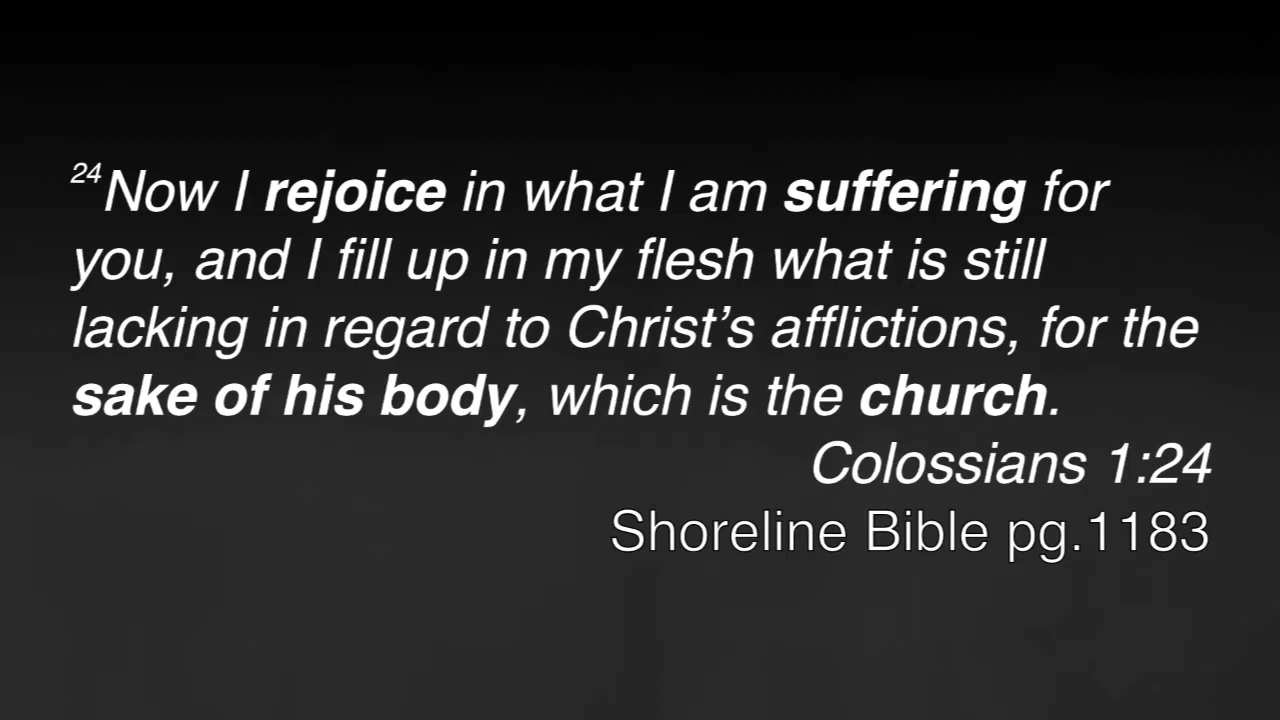 24Now I rejoice in what I am suffering for
you, and I fill up in my flesh what is still
lacking in regard to Christ’s afflictions, for the
sake of his body, which is the church.
Colossians 1:24
Shoreline Bible pg.1183